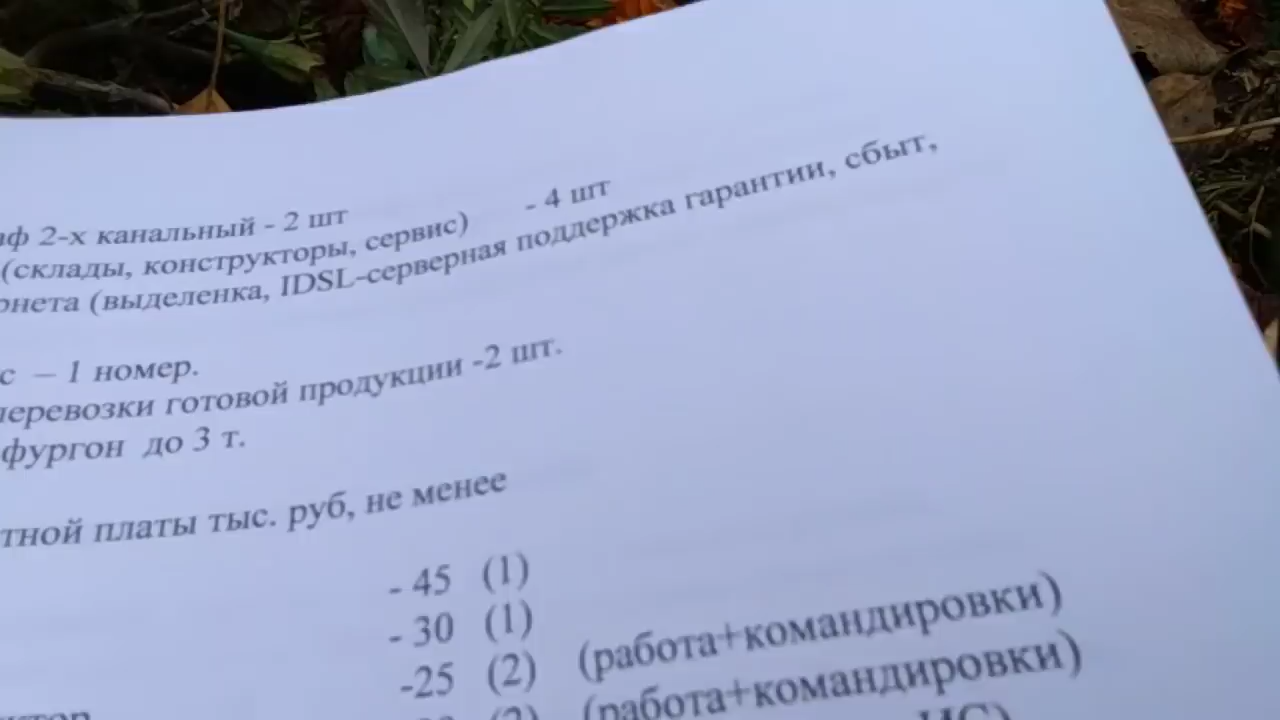 2-х канальный - 2 шт
(склады, конструкторы, сервис) - 4 шт
(выделенка, IDSL-серверная поддержка гарантии, сбыт,
с – 1 номер.
перевозки готовой продукции -2 шт.
фургон до 3 т.
тной платы тыс. руб, не менее
- 45 (1)
- 30 (1)
-25 (2) (работа+командировки)
(работа+командировки)